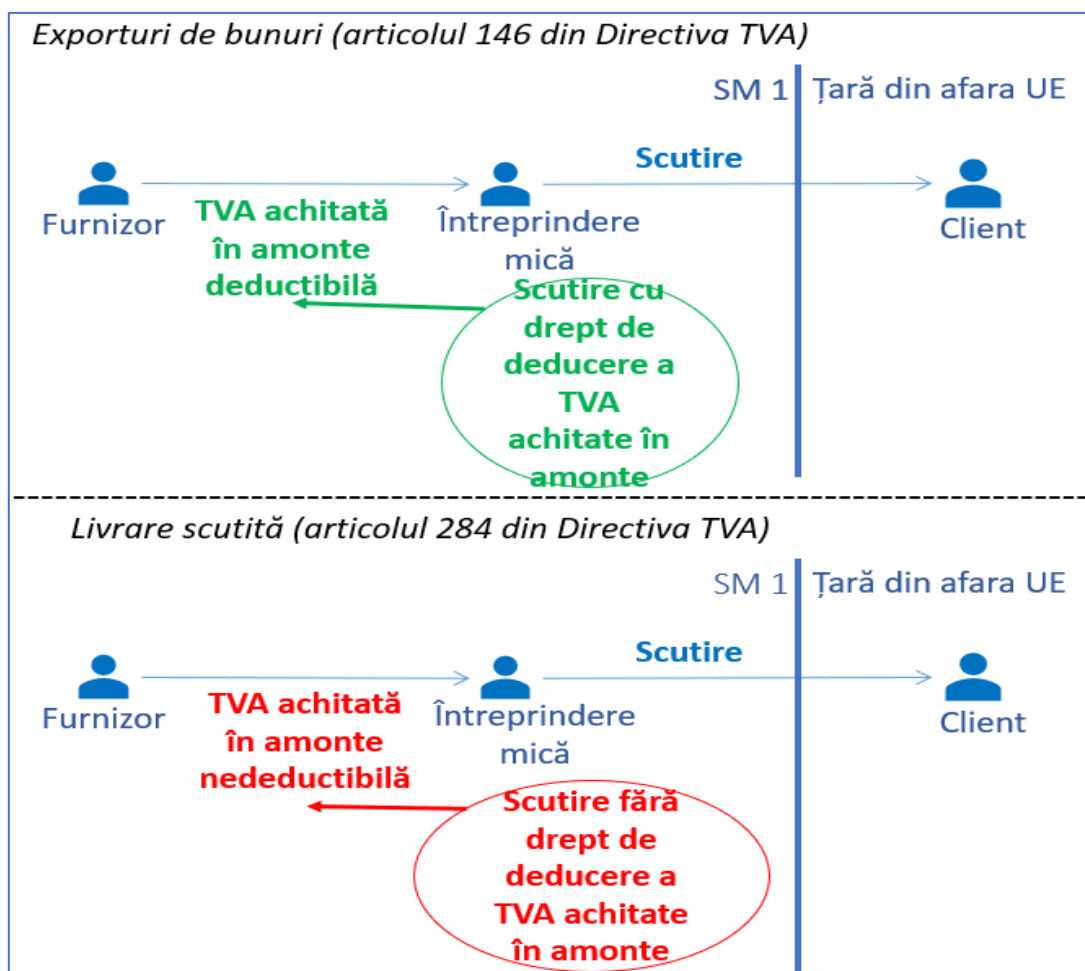 Exporturi de bunuri (articolul 146 din Directiva TVA)
SM 1
Țară din afara UE
Scutire
Furnizor
TVA achitată
în amonte
deductibilă
Întreprindere
mică
Client
Scutire cu
drept de
deducere a
TVA
achitate în
amonte
Livrare scutită (articolul 284 din Directiva TVA)
SM 1
Țară din afara UE
Scutire
Furnizor
TVA achitată
în amonte
nedeductibilă
Întreprindere
mică
Client
Scutire fără
drept de
deducere a
TVA achitate
în amonte